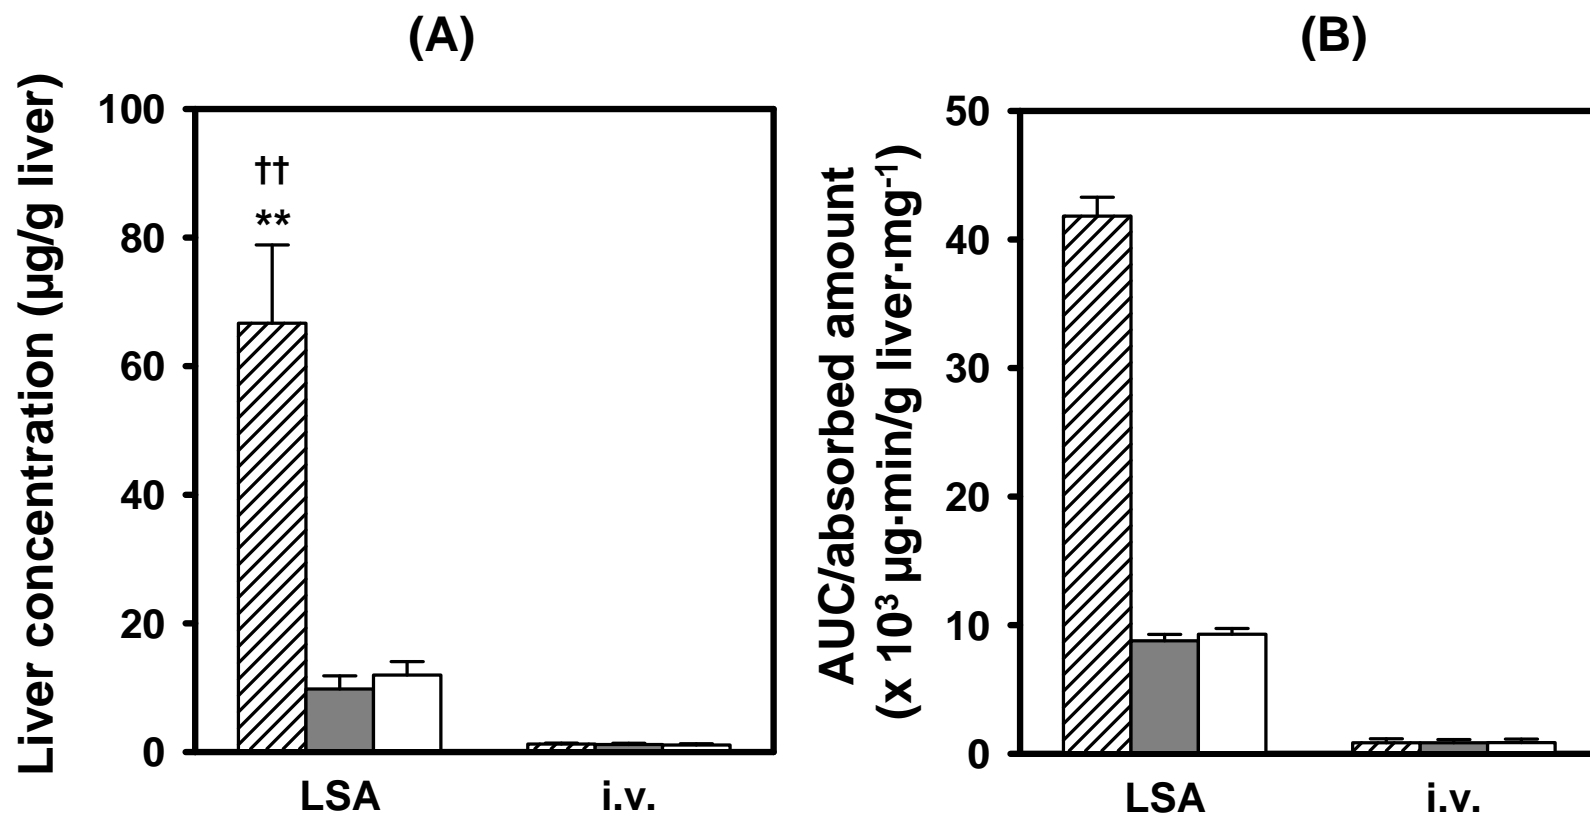 (A)
Liver concentration (µg/g liver)
100
80
60
40
20
0
††
**
LSA
i.v.
(B)
AUC/absorbed amount
(x 10³ µg·min/g liver·mg⁻¹)
50
40
30
20
10
0
LSA
i.v.